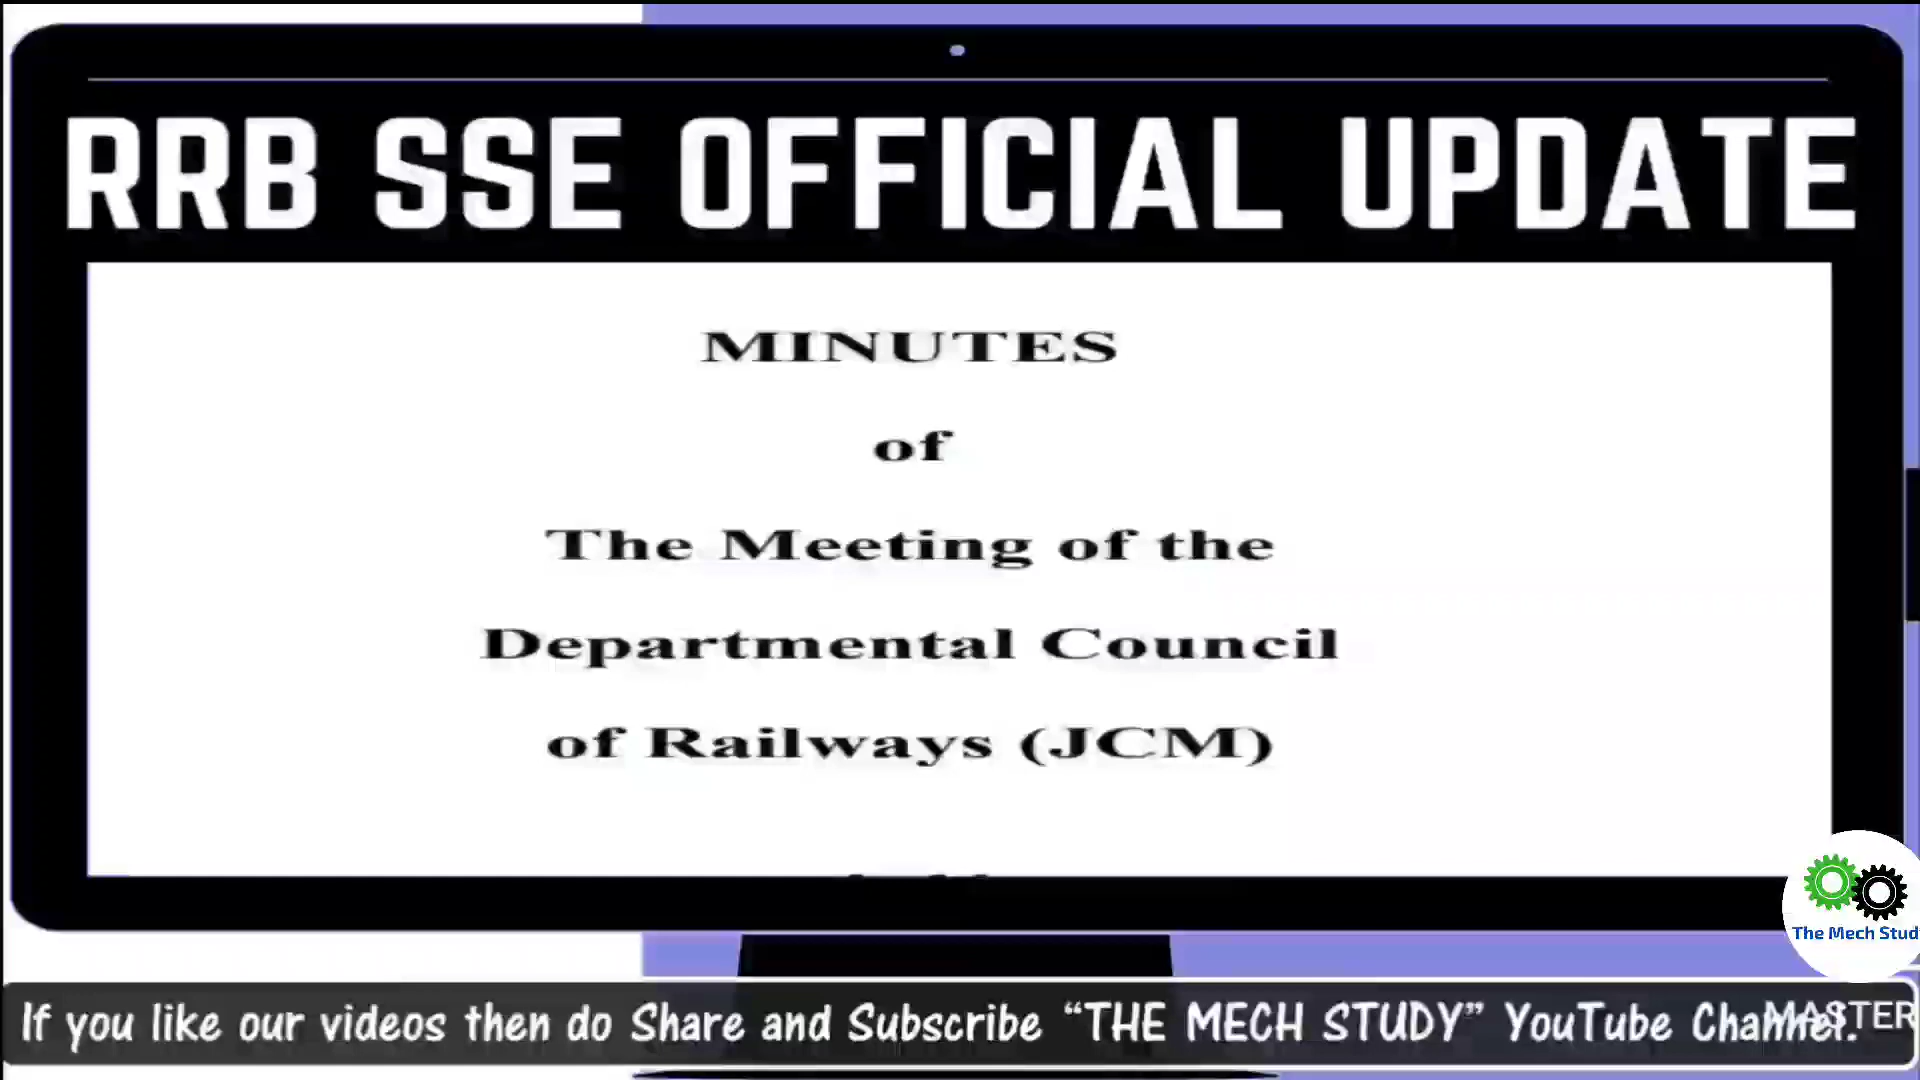 RRB SSE OFFICIAL UPDATE
MINUTES
of
The Meeting of the
Departmental Council
of Railways (JCM)
The Mech Stud
If you like our videos then do Share and Subscribe “THE MECH STUDY” YouTube Channel.
MASTER